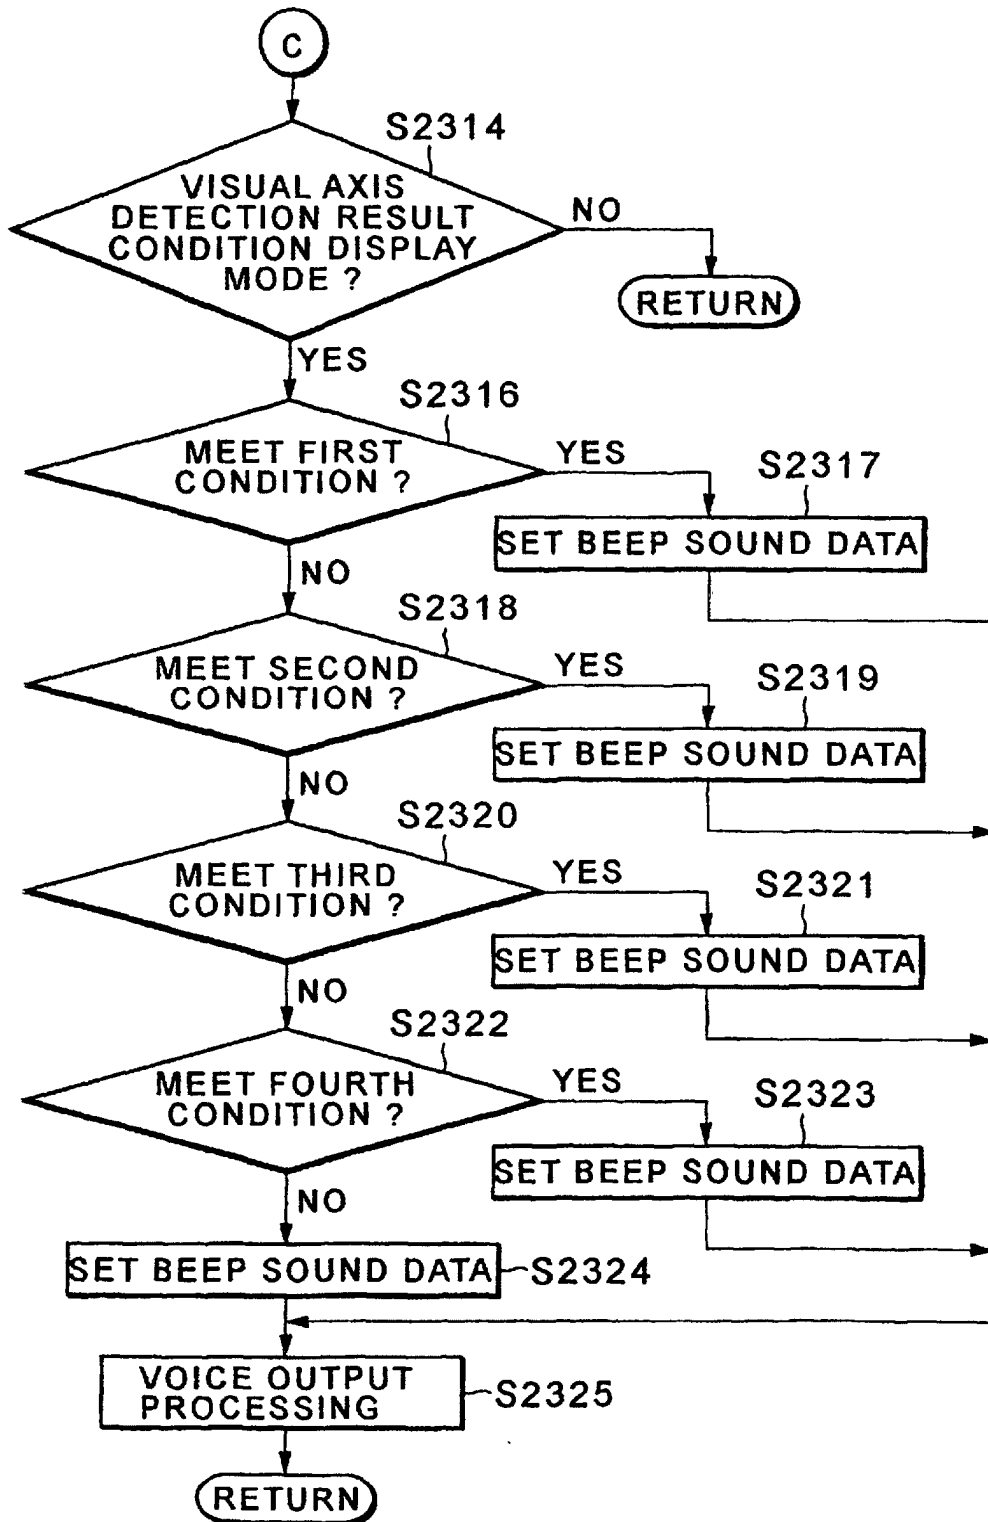 C
S2314
VISUAL AXIS
DETECTION RESULT
CONDITION DISPLAY
MODE ?
NO
RETURN
YES
S2316
MEET FIRST
CONDITION ?
YES
S2317
SET BEEP SOUND DATA
NO
S2318
MEET SECOND
CONDITION ?
YES
S2319
SET BEEP SOUND DATA
NO
S2320
MEET THIRD
CONDITION ?
YES
S2321
SET BEEP SOUND DATA
NO
S2322
MEET FOURTH
CONDITION ?
YES
S2323
SET BEEP SOUND DATA
NO
SET BEEP SOUND DATA
S2324
VOICE OUTPUT
PROCESSING
S2325
RETURN